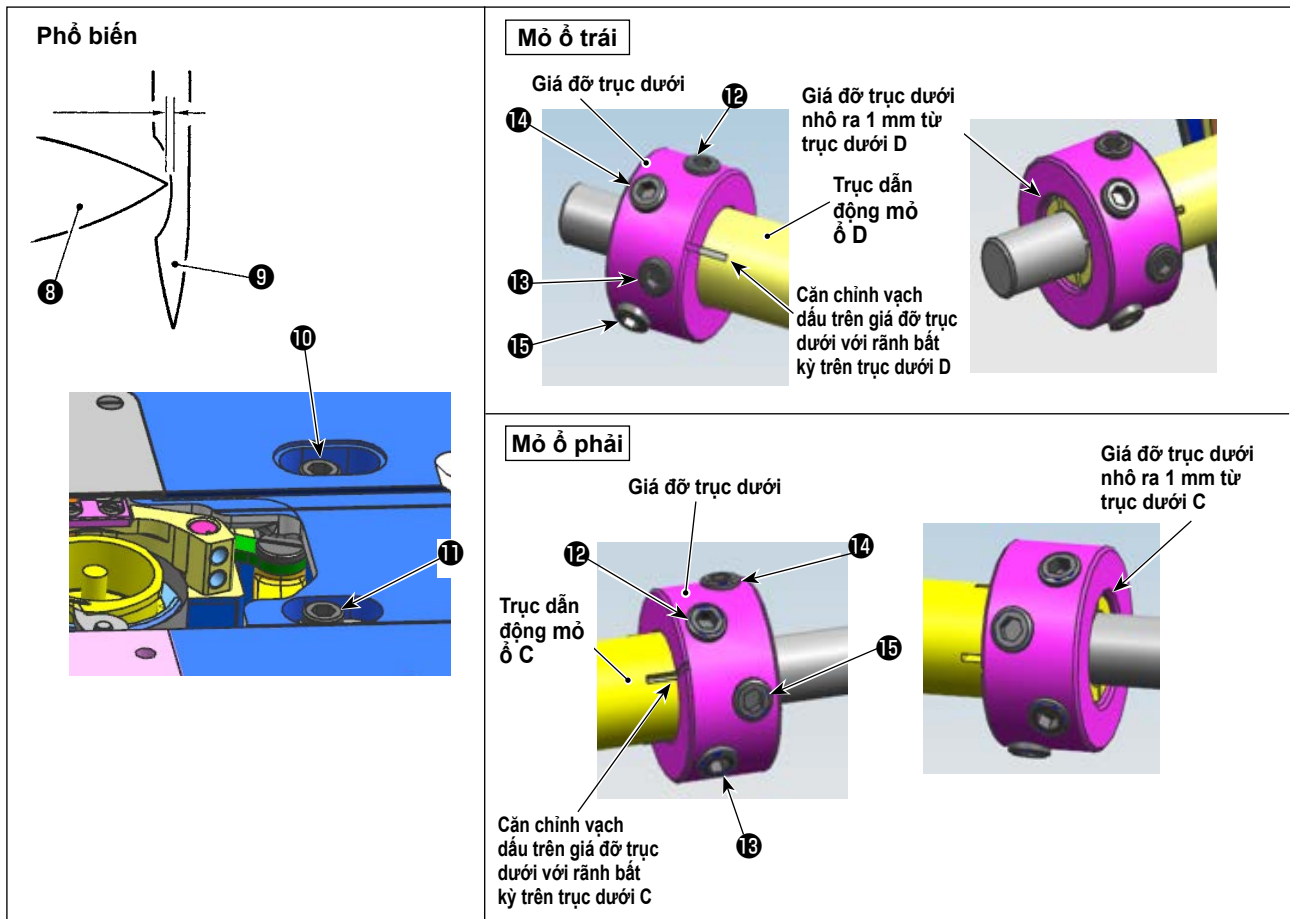 Phổ biến
❽
❾
❿
⓫
Mỏ ổ trái
Giá đỡ trục dưới
⓬
⓮
⓭
⓯
Trục dẫn
động mỏ
ổ D
Căn chỉnh vạch
dấu trên giá đỡ trục
dưới với rãnh bất
kỳ trên trục dưới D
Giá đỡ trục dưới
nhô ra 1 mm từ
trục dưới D
Mỏ ổ phải
Giá đỡ trục dưới
⓬
⓮
Trục dẫn
động mỏ
ổ C
⓯
⓭
Căn chỉnh vạch
dấu trên giá đỡ trục
dưới với rãnh bất
kỳ trên trục dưới C
Giá đỡ trục dưới
nhô ra 1 mm từ
trục dưới C